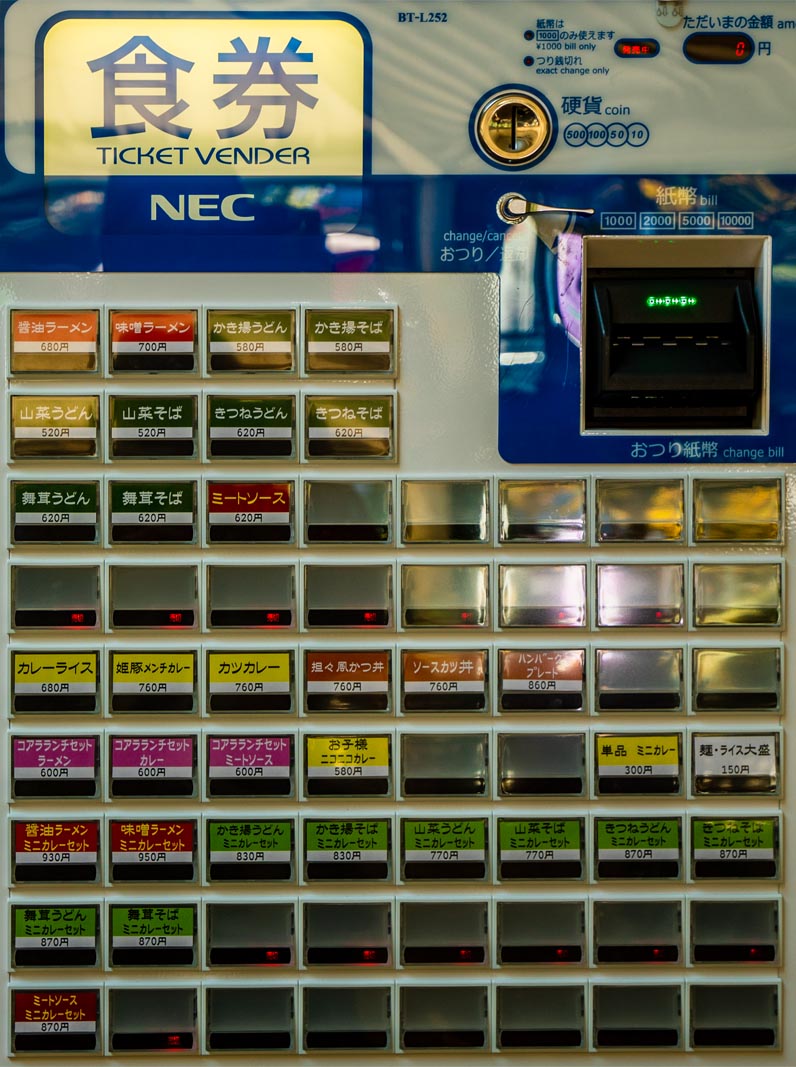 BT-L252
食券
TICKET VENDER
NEC
紙幣は
1000のみ使えます
¥1000 bill only
つり銭切れ
exact change only
発売中
ただいまの金額 am
0 円
硬貨 coin
500 100 50 10
紙幣 bill
1000 2000 5000 10000
change/cancel
おつり/返却
おつり紙幣 change bill
醤油ラーメン 味噌ラーメン かき揚うどん かき揚そば
680円 700円 580円 580円
山菜うどん 山菜そば きつねうどん きつねそば
520円 520円 620円 620円
舞茸うどん 舞茸そば ミートソース
620円 620円 620円
カレーライス 姫豚メンチカレー カツカレー 担々風かつ丼 ソースカツ丼 ハンバーグ
プレート
680円 760円 760円 760円 760円 860円
コアラランチセット コアラランチセット コアラランチセット お子様 単品 ミニカレー 麺・ライス大盛
ラーメン カレー ミートソース ニコニコカレー
600円 600円 600円 580円 300円 150円
醤油ラーメン 味噌ラーメン かき揚うどん かき揚そば 山菜うどん 山菜そば きつねうどん きつねそば
ミニカレーセット ミニカレーセット ミニカレーセット ミニカレーセット ミニカレーセット ミニカレーセット ミニカレーセット ミニカレーセット
930円 950円 830円 830円 770円 770円 870円 870円
舞茸うどん 舞茸そば
ミニカレーセット ミニカレーセット
870円 870円
ミートソース
ミニカレーセット
870円